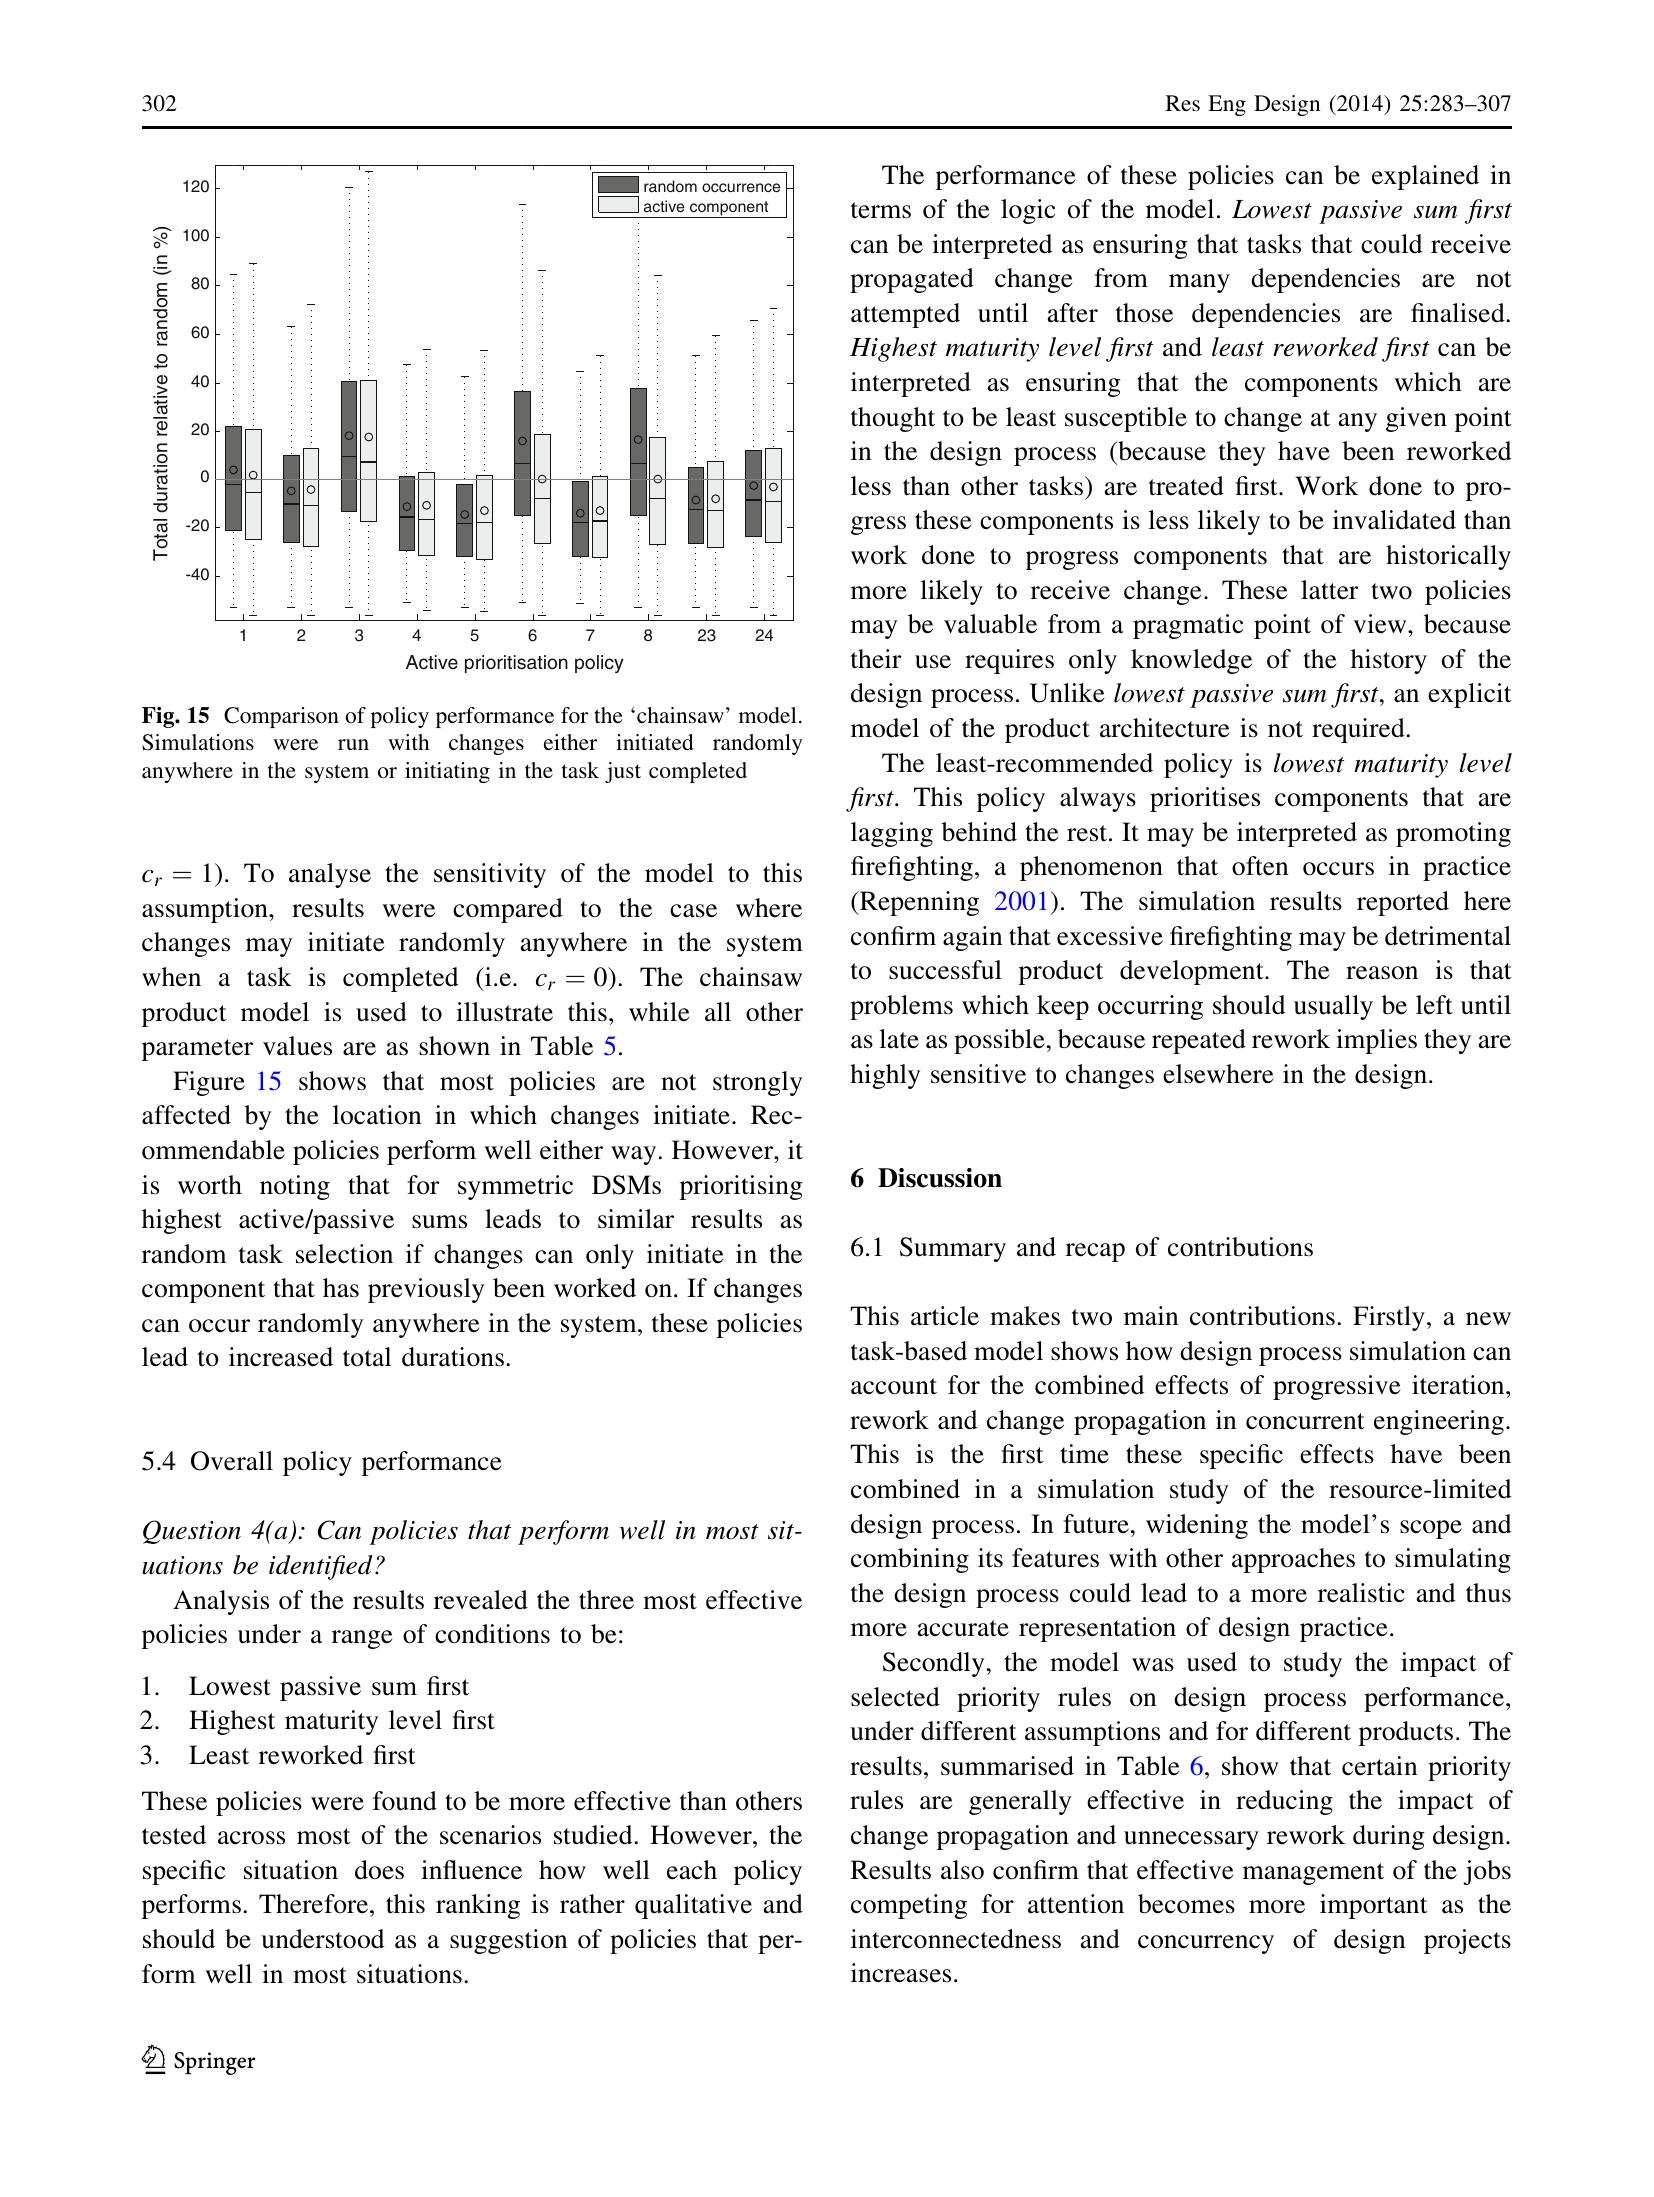 302
Res Eng Design (2014) 25:283–307
120
100
80
60
40
20
0
-20
-40
Total duration relative to random (in %)
random occurrence
active component
1 2 3 4 5 6 7 8 23 24
Active prioritisation policy
Fig. 15 Comparison of policy performance for the ‘chainsaw’ model.
Simulations were run with changes either initiated randomly
anywhere in the system or initiating in the task just completed
cr = 1). To analyse the sensitivity of the model to this
assumption, results were compared to the case where
changes may initiate randomly anywhere in the system
when a task is completed (i.e. cr = 0). The chainsaw
product model is used to illustrate this, while all other
parameter values are as shown in Table 5.
Figure 15 shows that most policies are not strongly
affected by the location in which changes initiate. Rec-
ommendable policies perform well either way. However, it
is worth noting that for symmetric DSMs prioritising
highest active/passive sums leads to similar results as
random task selection if changes can only initiate in the
component that has previously been worked on. If changes
can occur randomly anywhere in the system, these policies
lead to increased total durations.
5.4 Overall policy performance
Question 4(a): Can policies that perform well in most sit-
uations be identified?
Analysis of the results revealed the three most effective
policies under a range of conditions to be:
1. Lowest passive sum first
2. Highest maturity level first
3. Least reworked first
These policies were found to be more effective than others
tested across most of the scenarios studied. However, the
specific situation does influence how well each policy
performs. Therefore, this ranking is rather qualitative and
should be understood as a suggestion of policies that per-
form well in most situations.
The performance of these policies can be explained in
terms of the logic of the model. Lowest passive sum first
can be interpreted as ensuring that tasks that could receive
propagated change from many dependencies are not
attempted until after those dependencies are finalised.
Highest maturity level first and least reworked first can be
interpreted as ensuring that the components which are
thought to be least susceptible to change at any given point
in the design process (because they have been reworked
less than other tasks) are treated first. Work done to pro-
gress these components is less likely to be invalidated than
work done to progress components that are historically
more likely to receive change. These latter two policies
may be valuable from a pragmatic point of view, because
their use requires only knowledge of the history of the
design process. Unlike lowest passive sum first, an explicit
model of the product architecture is not required.
The least-recommended policy is lowest maturity level
first. This policy always prioritises components that are
lagging behind the rest. It may be interpreted as promoting
firefighting, a phenomenon that often occurs in practice
(Repenning 2001). The simulation results reported here
confirm again that excessive firefighting may be detrimental
to successful product development. The reason is that
problems which keep occurring should usually be left until
as late as possible, because repeated rework implies they are
highly sensitive to changes elsewhere in the design.
6 Discussion
6.1 Summary and recap of contributions
This article makes two main contributions. Firstly, a new
task-based model shows how design process simulation can
account for the combined effects of progressive iteration,
rework and change propagation in concurrent engineering.
This is the first time these specific effects have been
combined in a simulation study of the resource-limited
design process. In future, widening the model’s scope and
combining its features with other approaches to simulating
the design process could lead to a more realistic and thus
more accurate representation of design practice.
Secondly, the model was used to study the impact of
selected priority rules on design process performance,
under different assumptions and for different products. The
results, summarised in Table 6, show that certain priority
rules are generally effective in reducing the impact of
change propagation and unnecessary rework during design.
Results also confirm that effective management of the jobs
competing for attention becomes more important as the
interconnectedness and concurrency of design projects
increases.
Springer